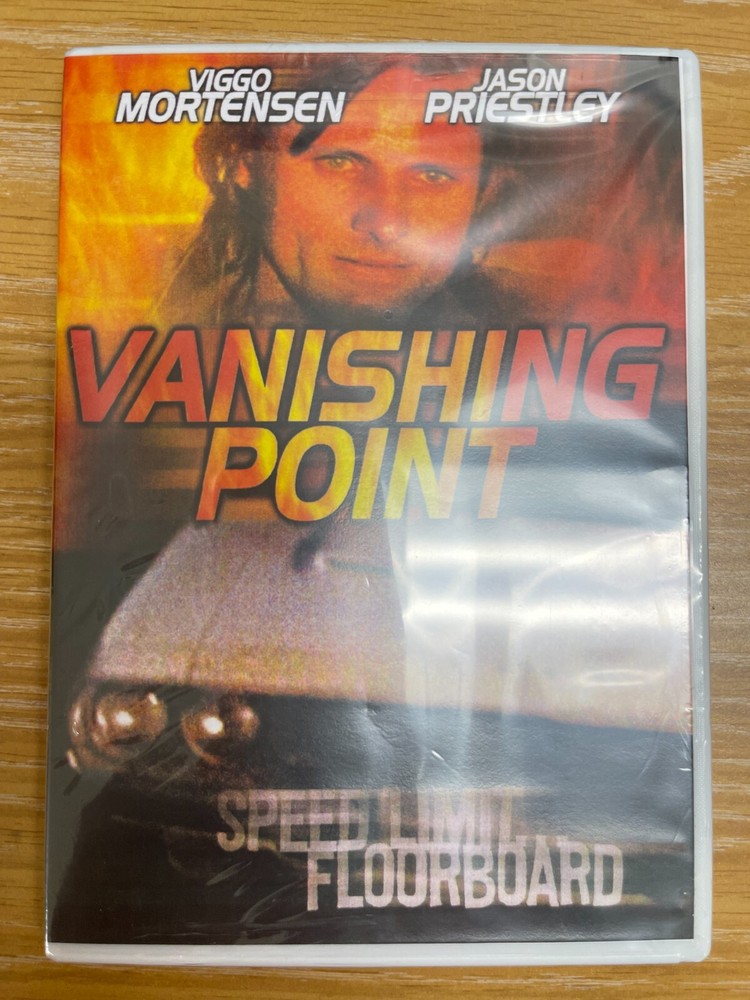 VIGGO JASON
MORTENSEN PRIESTLEY
VANISHING
POINT
SPEED LIMIT,
FLOORBOARD